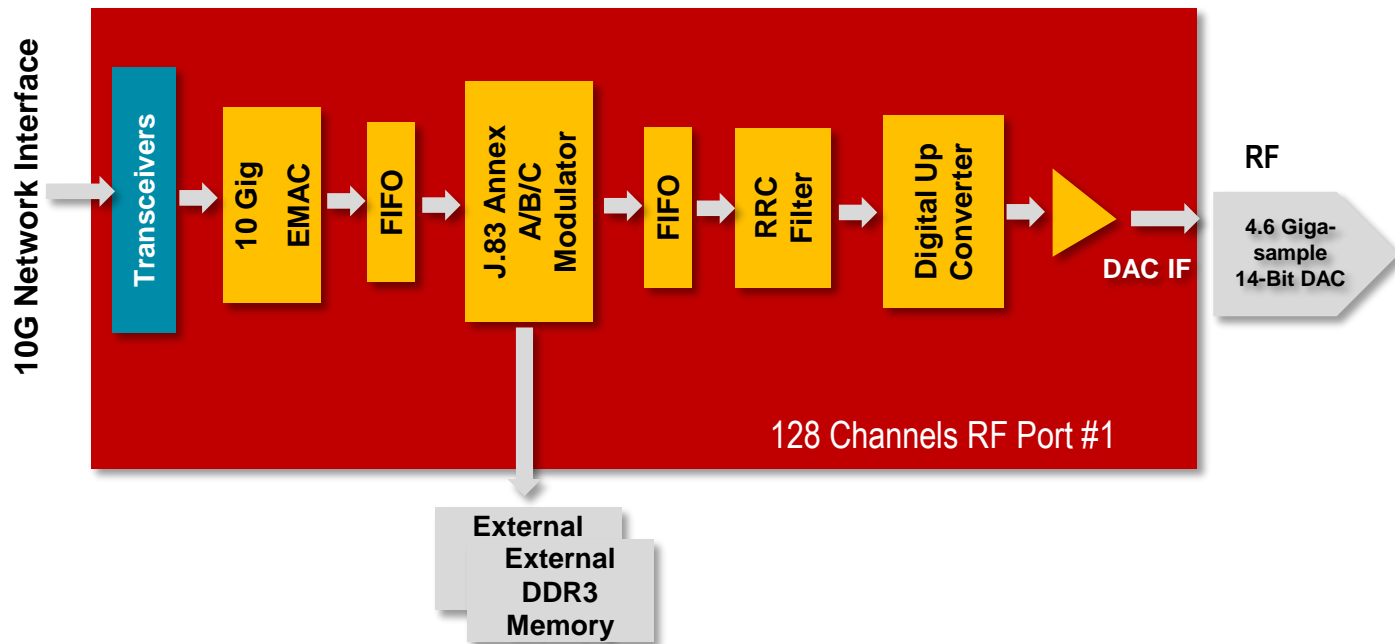 10G Network Interface
Transceivers
10 Gig
EMAC
FIFO
J.83 Annex
A/B/C
Modulator
FIFO
RRC
Filter
Digital Up
Converter
DAC IF
RF
4.6 Giga-
sample
14-Bit DAC
128 Channels RF Port #1
External
External
DDR3
Memory